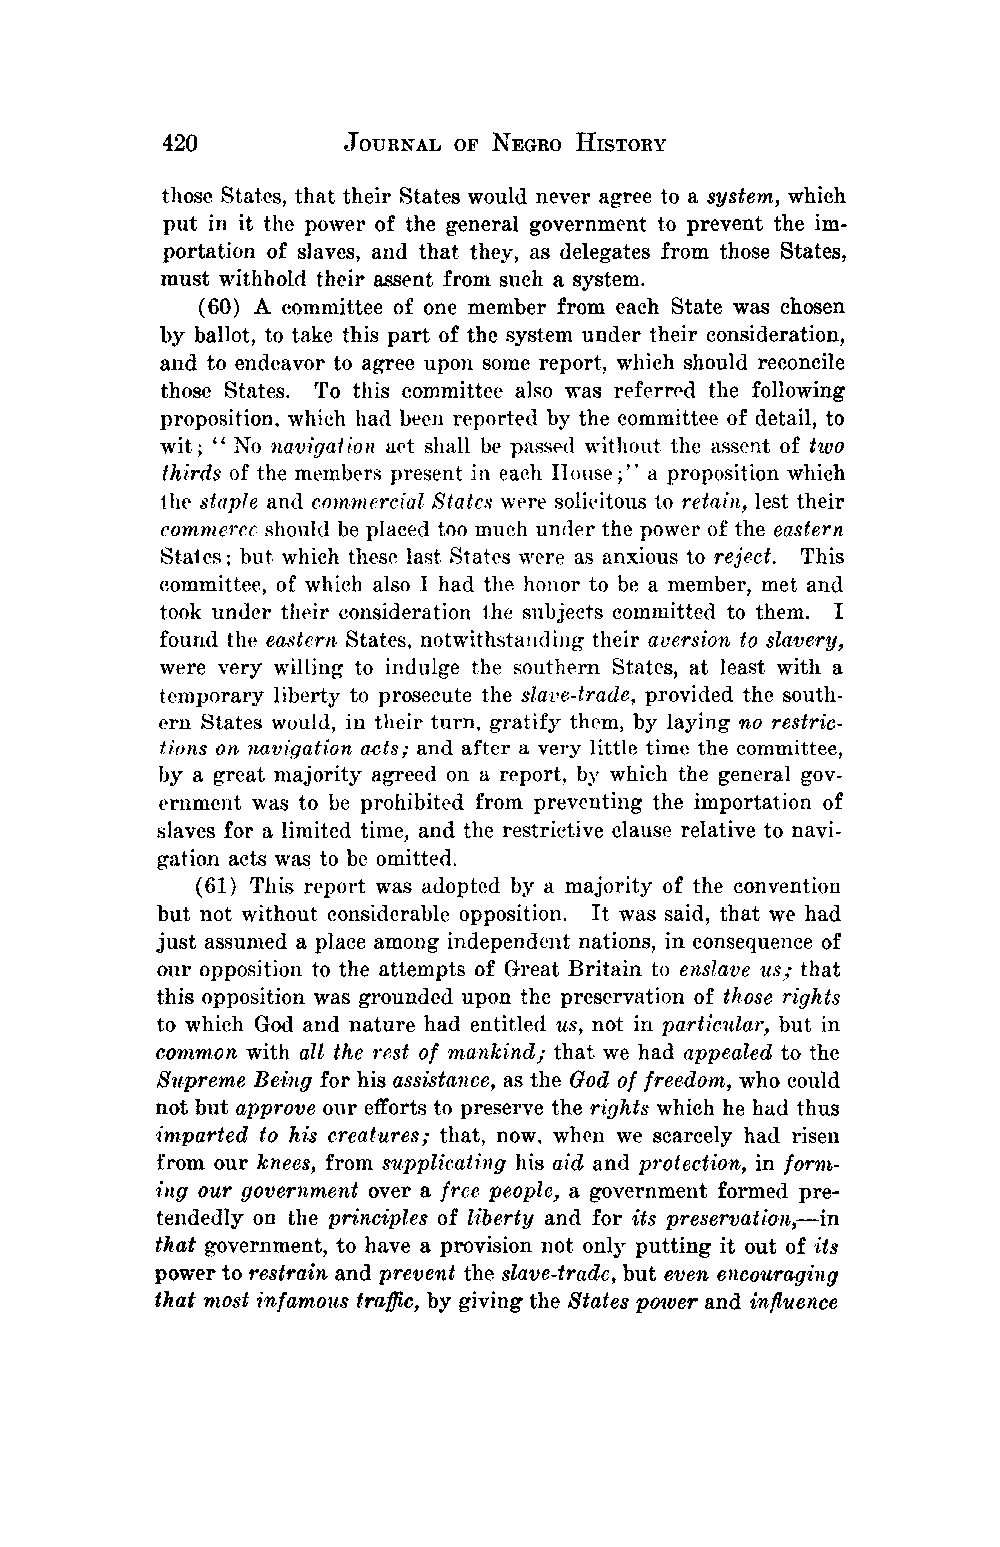 420 JOURNAL OF NEGRO HISTORY
those States, that their States would never agree to a system, which
put in it the power of the general government to prevent the im-
portation of slaves, and that they, as delegates from those States,
must withhold their assent from such a system.
(60) A committee of one member from each State was chosen
by ballot, to take this part of the system under their consideration,
and to endeavor to agree upon some report, which should reconcile
those States. To this committee also was referred the following
proposition, which had been reported by the committee of detail, to
wit; “ No navigation act shall be passed without the assent of two
thirds of the members present in each House;” a proposition which
the staple and commercial States were solicitous to retain, lest their
commerce should be placed too much under the power of the eastern
States; but which these last States were as anxious to reject. This
committee, of which also I had the honor to be a member, met and
took under their consideration the subjects committed to them. I
found the eastern States, notwithstanding their aversion to slavery,
were very willing to indulge the southern States, at least with a
temporary liberty to prosecute the slave-trade, provided the south-
ern States would, in their turn, gratify them, by laying no restric-
tions on navigation acts; and after a very little time the committee,
by a great majority agreed on a report, by which the general gov-
ernment was to be prohibited from preventing the importation of
slaves for a limited time, and the restrictive clause relative to navi-
gation acts was to be omitted.
(61) This report was adopted by a majority of the convention
but not without considerable opposition. It was said, that we had
just assumed a place among independent nations, in consequence of
our opposition to the attempts of Great Britain to enslave us; that
this opposition was grounded upon the preservation of those rights
to which God and nature had entitled us, not in particular, but in
common with all the rest of mankind; that we had appealed to the
Supreme Being for his assistance, as the God of freedom, who could
not but approve our efforts to preserve the rights which he had thus
imparted to his creatures; that, now, when we scarcely had risen
from our knees, from supplicating his aid and protection, in form-
ing our government over a free people, a government formed pre-
tendedly on the principles of liberty and for its preservation,—in
that government, to have a provision not only putting it out of its
power to restrain and prevent the slave-trade, but even encouraging
that most infamous traffic, by giving the States power and influence